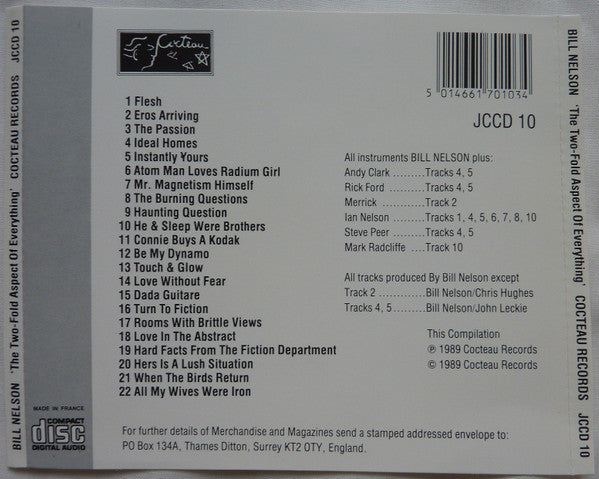 BILL NELSON 'The Two-Fold Aspect Of Everything' COCTEAU RECORDS JCCD 10
Cocteau
5 014661 701034
JCCD 10
1 Flesh
2 Eros Arriving
3 The Passion
4 Ideal Homes
5 Instantly Yours
6 Atom Man Loves Radium Girl
7 Mr. Magnetism Himself
8 The Burning Questions
9 Haunting Question
10 He & Sleep Were Brothers
11 Connie Buys A Kodak
12 Be My Dynamo
13 Touch & Glow
14 Love Without Fear
15 Dada Guitare
16 Turn To Fiction
17 Rooms With Brittle Views
18 Love In The Abstract
19 Hard Facts From The Fiction Department
20 Hers Is A Lush Situation
21 When The Birds Return
22 All My Wives Were Iron
All instruments BILL NELSON plus:
Andy Clark .........Tracks 4, 5
Rick Ford ..........Tracks 4, 5
Merrick ............Track 2
Ian Nelson .........Tracks 1, 4, 5, 6, 7, 8, 10
Steve Peer .........Tracks 4, 5
Mark Radcliffe ....Track 10
All tracks produced By Bill Nelson except
Track 2 ..............Bill Nelson/Chris Hughes
Tracks 4, 5 .........Bill Nelson/John Leckie
This Compilation
℗ 1989 Cocteau Records
© 1989 Cocteau Records
MADE IN FRANCE
COMPACT
disc
DIGITAL AUDIO
For further details of Merchandise and Magazines send a stamped addressed envelope to:
PO Box 134A, Thames Ditton, Surrey KT2 OTY, England.
BILL NELSON 'The Two-Fold Aspect Of Everything' COCTEAU RECORDS JCCD 10